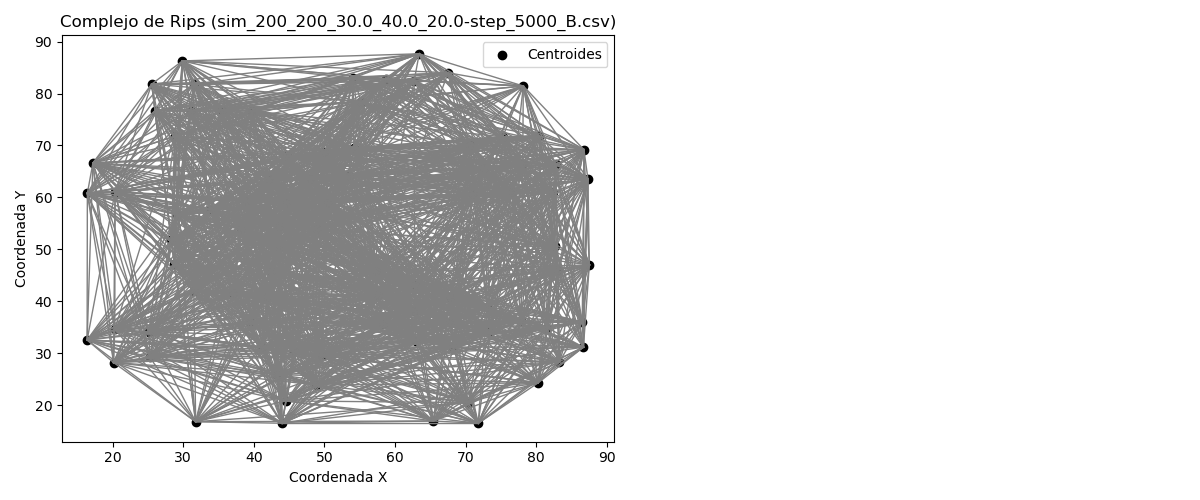 Complejo de Rips (sim_200_200_30.0_40.0_20.0-step_5000_B.csv)
Centroides
90
80
70
60
50
40
30
20
Coordenada Y
20 30 40 50 60 70 80 90
Coordenada X